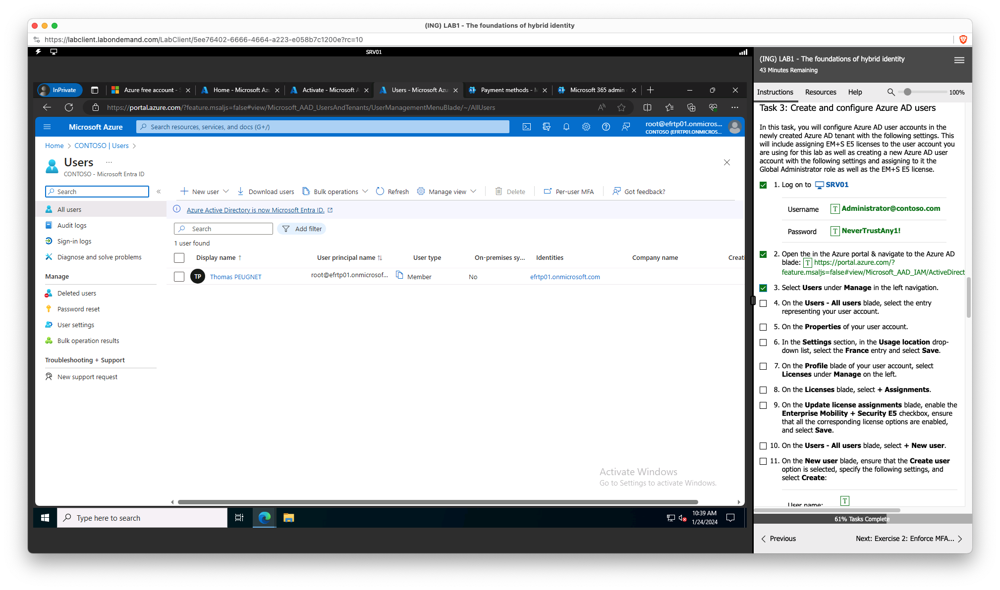 (ING) LAB1 - The foundations of hybrid identity
https://labclient.labondemand.com/LabClient/5ee76402-6666-4664-a223-e058b7c1200e?rc=10
SRV01
InPrivate
Azure free account -
Home - Microsoft Az
Activate - Microsoft A
Users - Microsoft Azu
Payment methods - M
Microsoft 365 admin
https://portal.azure.com/?feature.msaljs=false#view/Microsoft_AAD_UsersAndTenants/UserManagementMenuBlade/~/AllUsers
Microsoft Azure
Search resources, services, and docs (G+/)
root@efrtp01.onmicros...
CONTOSO (EFRTP01.ONMICROS...
Home > CONTOSO | Users >
Users ...
CONTOSO - Microsoft Entra ID
Search
«
New user
Download users
Bulk operations
Refresh
Manage view
Delete
Per-user MFA
Got feedback?
All users
Audit logs
Sign-in logs
Diagnose and solve problems
Manage
Deleted users
Password reset
User settings
Bulk operation results
Troubleshooting + Support
New support request
Azure Active Directory is now Microsoft Entra ID.
Search
Add filter
1 user found
Display name ↑
User principal name ↑↓
User type
On-premises sy...
Identities
Company name
Creati
TP
Thomas PEUGNET
root@efrtp01.onmicrosof...
Member
No
efrtp01.onmicrosoft.com
Activate Windows
Go to Settings to activate Windows.
Type here to search
10:39 AM
1/24/2024
(ING) LAB1 - The foundations of hybrid identity
43 Minutes Remaining
Instructions
Resources
Help
100%
Task 3: Create and configure Azure AD users
In this task, you will configure Azure AD user accounts in the
newly created Azure AD tenant with the following settings. This
will include assigning EM+S E5 licenses to the user account you
are using for this lab as well as creating a new Azure AD user
account with the following settings and assigning to it the
Global Administrator role as well as the EM+S E5 license.
1. Log on to SRV01
Username T Administrator@contoso.com
Password T NeverTrustAny1!
2. Open the in the Azure portal & navigate to the Azure AD
blade: T https://portal.azure.com/?
feature.msaljs=false#view/Microsoft_AAD_IAM/ActiveDirect
3. Select Users under Manage in the left navigation.
4. On the Users - All users blade, select the entry
representing your user account.
5. On the Properties of your user account.
6. In the Settings section, in the Usage location drop-
down list, select the France entry and select Save.
7. On the Profile blade of your user account, select
Licenses under Manage on the left.
8. On the Licenses blade, select + Assignments.
9. On the Update license assignments blade, enable the
Enterprise Mobility + Security E5 checkbox, ensure
that all the corresponding license options are enabled,
and select Save.
10. On the Users - All users blade, select + New user.
11. On the New user blade, ensure that the Create user
option is selected, specify the following settings, and
select Create:
User name: T
61% Tasks Complete
Previous
Next: Exercise 2: Enforce MFA...